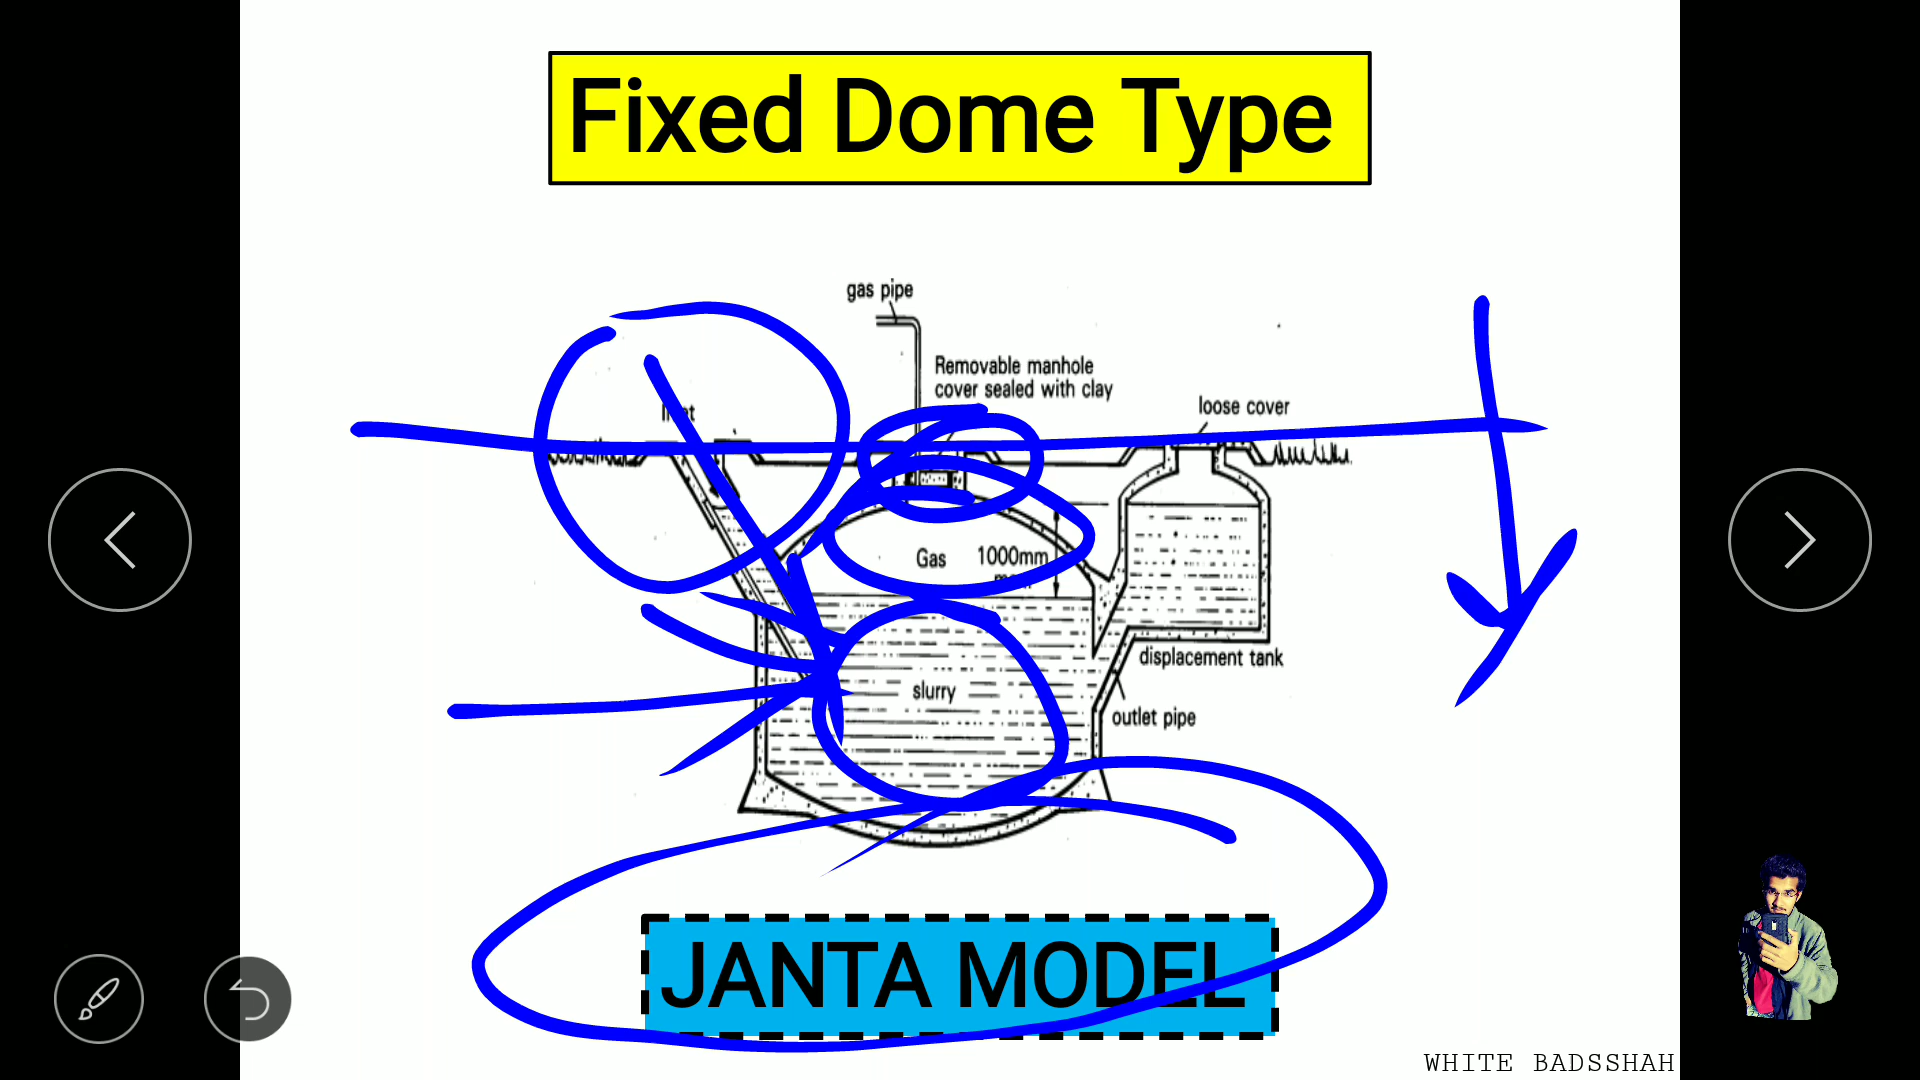 Fixed Dome Type
gas pipe
Removable manhole
cover sealed with clay
loose cover
Inlet
Gas
1000mm
displacement tank
slurry
outlet pipe
JANTA MODEL
WHITE BADSSHAH